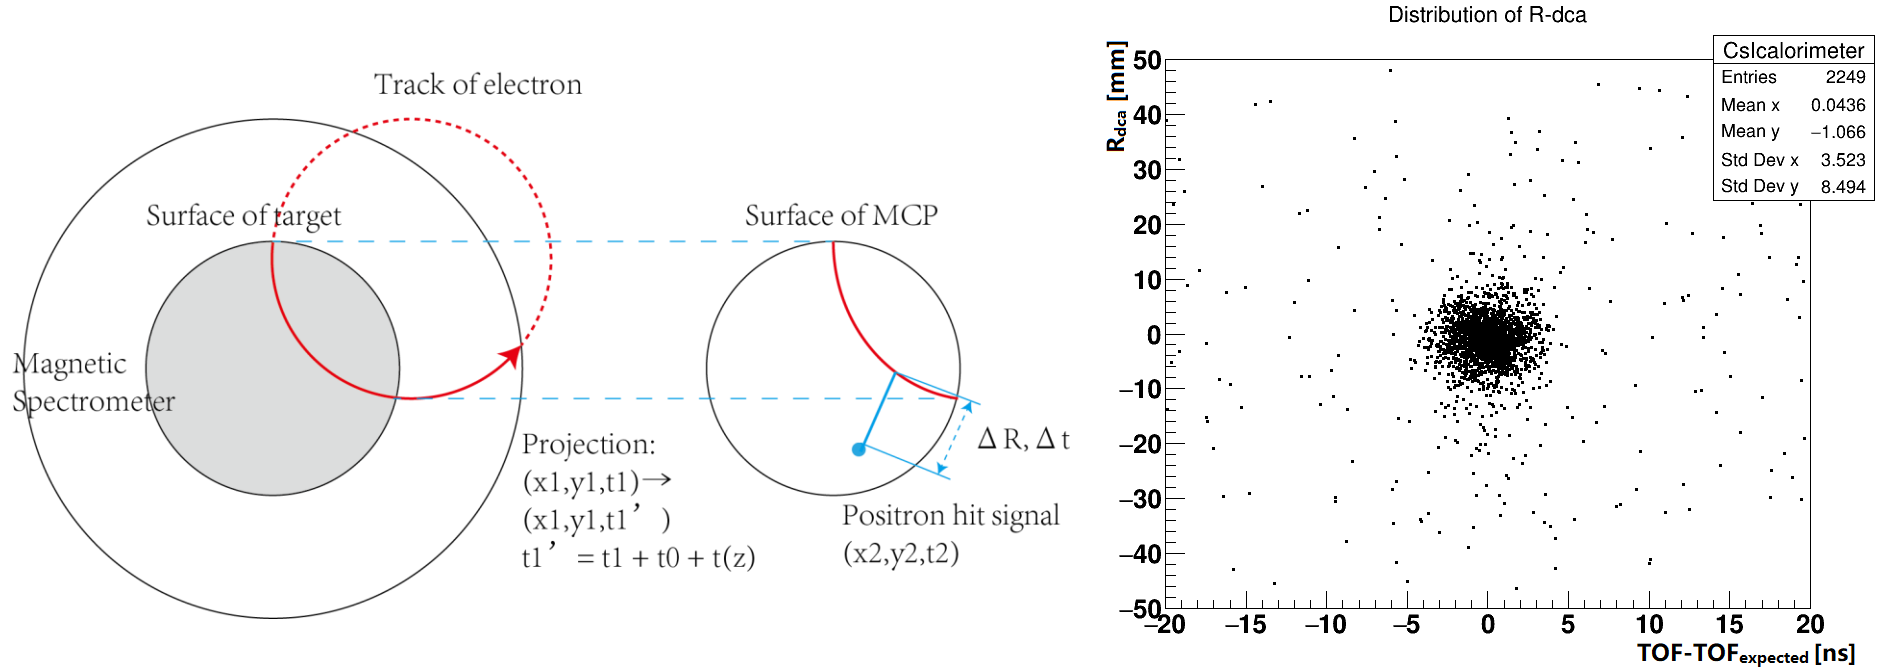 Track of electron
Surface of target
Surface of MCP
Magnetic
Spectrometer
Projection:
(x1,y1,t1)→
(x1,y1,t1’ )
t1’ = t1 + t0 + t(z)
Δ R, Δ t
Positron hit signal
(x2,y2,t2)
Distribution of R-dca
CsIcalorimeter
Entries 2249
Mean x 0.0436
Mean y −1.066
Std Dev x 3.523
Std Dev y 8.494
Rdca [mm]
50
40
30
20
10
0
−10
−20
−30
−40
−50
−20 −15 −10 −5 0 5 10 15 20
TOF-TOFexpected [ns]